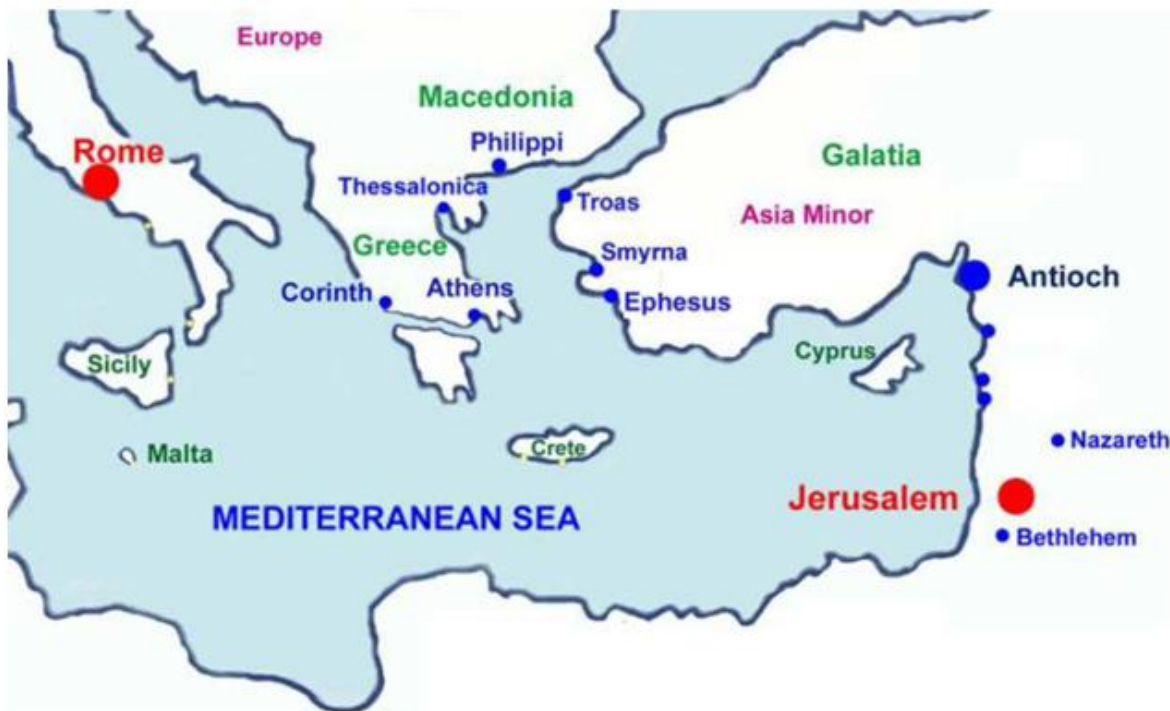 Europe
Macedonia
Philippi
Rome
Galatia
Thessalonica
Troas
Asia Minor
Greece
Smyrna
Antioch
Corinth
Athens
Ephesus
Cyprus
Sicily
Nazareth
Crete
Malta
Jerusalem
MEDITERRANEAN SEA
Bethlehem